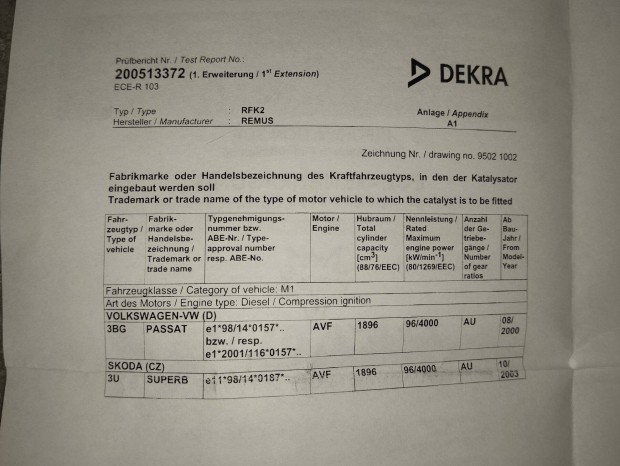 Prüfbericht Nr. / Test Report No.:
200513372 (1. Erweiterung / 1st Extension)
ECE-R 103
DEKRA
Typ / Type : RFK2
Hersteller / Manufacturer : REMUS
Anlage / Appendix
A1
Zeichnung Nr. / drawing no. 9502 1002
Fabrikmarke oder Handelsbezeichnung des Kraftfahrzeugtyps, in den der Katalysator
eingebaut werden soll
Trademark or trade name of the type of motor vehicle to which the catalyst is to be fitted
Fahr-
zeugtyp /
Type of
vehicle
Fabrik-
marke oder
Handelsbe-
zeichnung /
Trademark or
trade name
Typgenehmigungs-
nummer bzw.
ABE-Nr. / Type-
approval number
resp. ABE-No.
Motor /
Engine
Hubraum /
Total
cylinder
capacity
[cm³]
(88/76/EEC)
Nennleistung /
Rated
Maximum
engine power
[kW/min⁻¹]
(80/1269/EEC)
Anzahl
der Ge-
triebe-
gänge /
Number
of gear
ratios
Ab
Bau-
Jahr /
From
Model-
Year
Fahrzeugklasse / Category of vehicle: M1
Art des Motors / Engine type: Diesel / Compression ignition
VOLKSWAGEN-VW (D)
3BG PASSAT e1*98/14*0157*.. AVF 1896 96/4000 AU 08/
2000
bzw. / resp.
e1*2001/116*0157*..
SKODA (CZ)
3U SUPERB e11*98/14*0187*.. AVF 1896 96/4000 AU 10/
2003